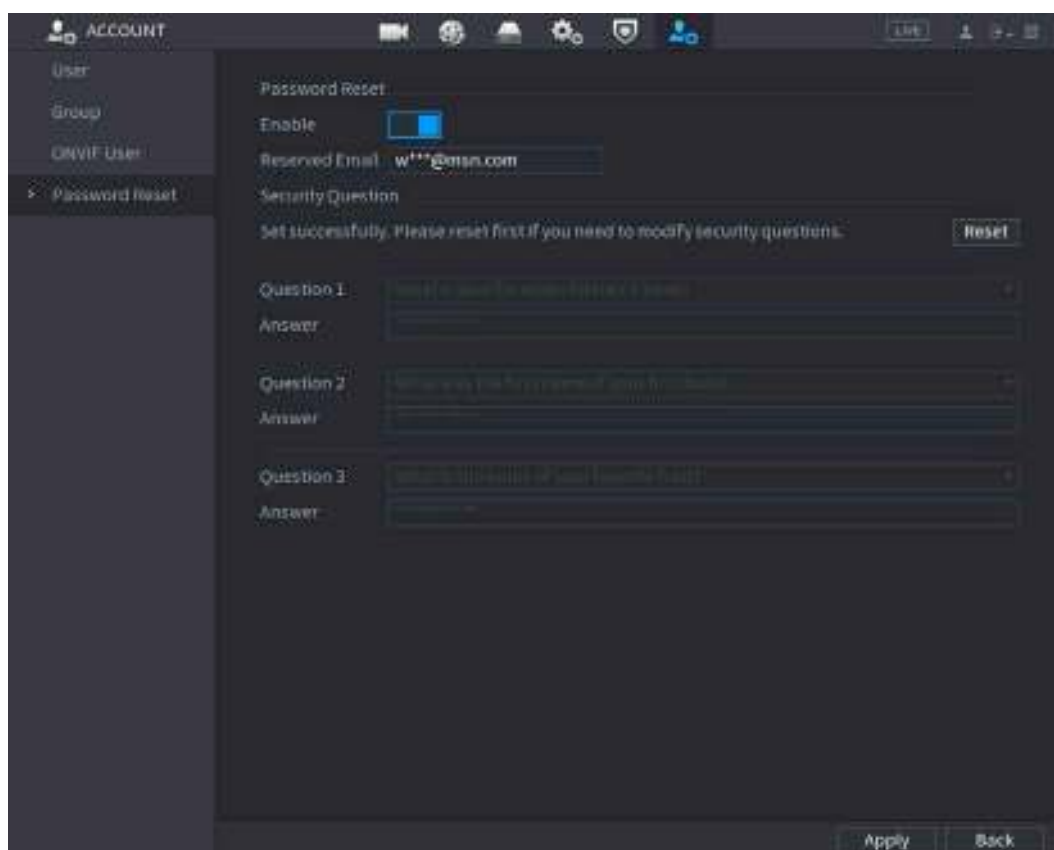 ACCOUNT
LIVE
User
Group
ONVIF User
Password Reset
Password Reset
Enable
Reserved Email w***@msn.com
Security Question
Set successfully. Please reset first if you need to modify security questions.
Reset
Question 1
Answer
Question 2
Answer
Question 3
Answer
Apply
Back